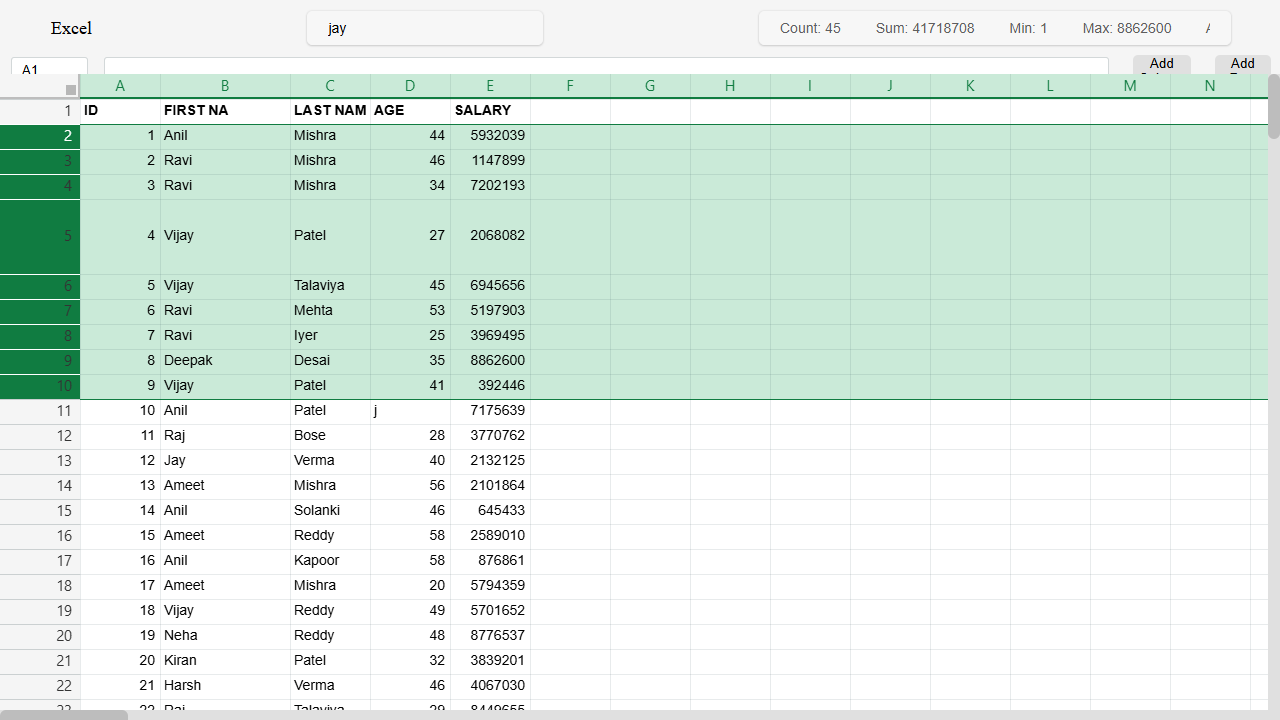 Excel jay Count: 45 Sum: 41718708 Min: 1 Max: 8862600
A1 Add Add
A B C D E F G H I J K L M N
1 ID FIRST NA LAST NAM AGE SALARY
2 1 Anil Mishra 44 5932039
3 2 Ravi Mishra 46 1147899
4 3 Ravi Mishra 34 7202193
5 4 Vijay Patel 27 2068082
6 5 Vijay Talaviya 45 6945656
7 6 Ravi Mehta 53 5197903
8 7 Ravi Iyer 25 3969495
9 8 Deepak Desai 35 8862600
10 9 Vijay Patel 41 392446
11 10 Anil Patel j 7175639
12 11 Raj Bose 28 3770762
13 12 Jay Verma 40 2132125
14 13 Ameet Mishra 56 2101864
15 14 Anil Solanki 46 645433
16 15 Ameet Reddy 58 2589010
17 16 Anil Kapoor 58 876861
18 17 Ameet Mishra 20 5794359
19 18 Vijay Reddy 49 5701652
20 19 Neha Reddy 48 8776537
21 20 Kiran Patel 32 3839201
22 21 Harsh Verma 46 4067030
23 22 Raj Talaviya 29 8449655